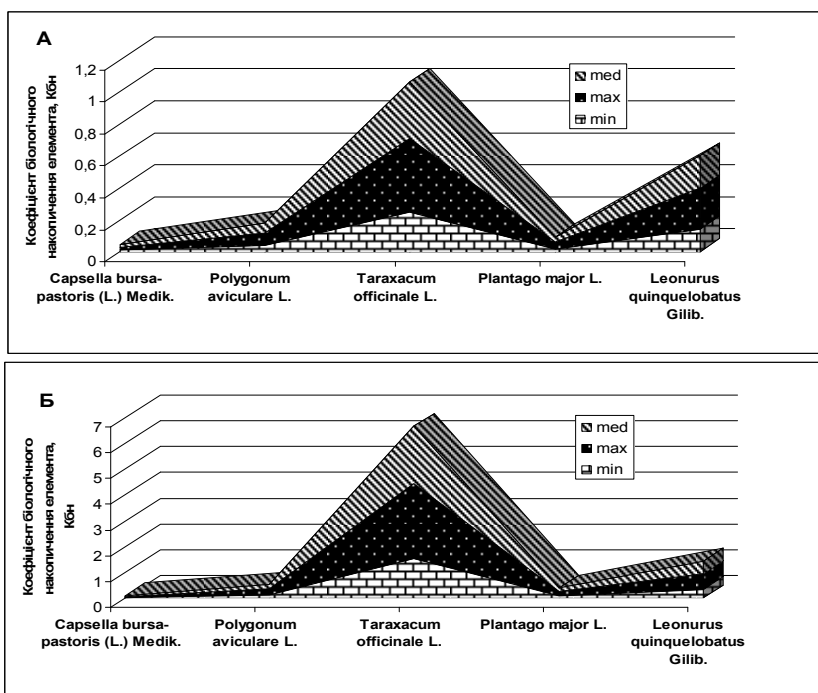 А
Коефіцієнт біологічного
накопичення елемента, Кбн
1,2
1
0,8
0,6
0,4
0,2
0
med
max
min
Capsella bursa-
pastoris (L.) Medik.
Polygonum
aviculare L.
Taraxacum
officinale L.
Plantago major L.
Leonurus
quinquelobatus
Gilib.
Б
Коефіцієнт біологічного
накопичення елемента,
Кбн
7
6
5
4
3
2
1
0
med
max
min
Capsella bursa-
pastoris (L.) Medik.
Polygonum
aviculare L.
Taraxacum
officinale L.
Plantago major L.
Leonurus
quinquelobatus
Gilib.